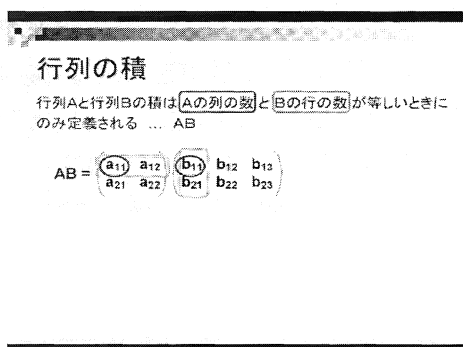 行列の積
行列Aと行列Bの積はAの列の数とBの行の数が等しいときに
のみ定義される … AB
AB = (a11 a12) (b11 b12 b13)
(a21 a22) (b21 b22 b23)